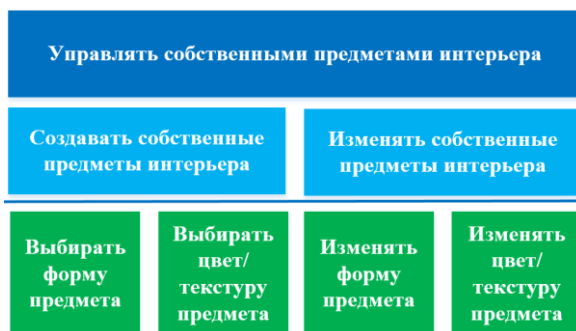 Управлять собственными предметами интерьера
Создавать собственные
предметы интерьера
Изменять собственные
предметы интерьера
Выбирать
форму
предмета
Выбирать
цвет/
текстуру
предмета
Изменять
форму
предмета
Изменять
цвет/
текстуру
предмета